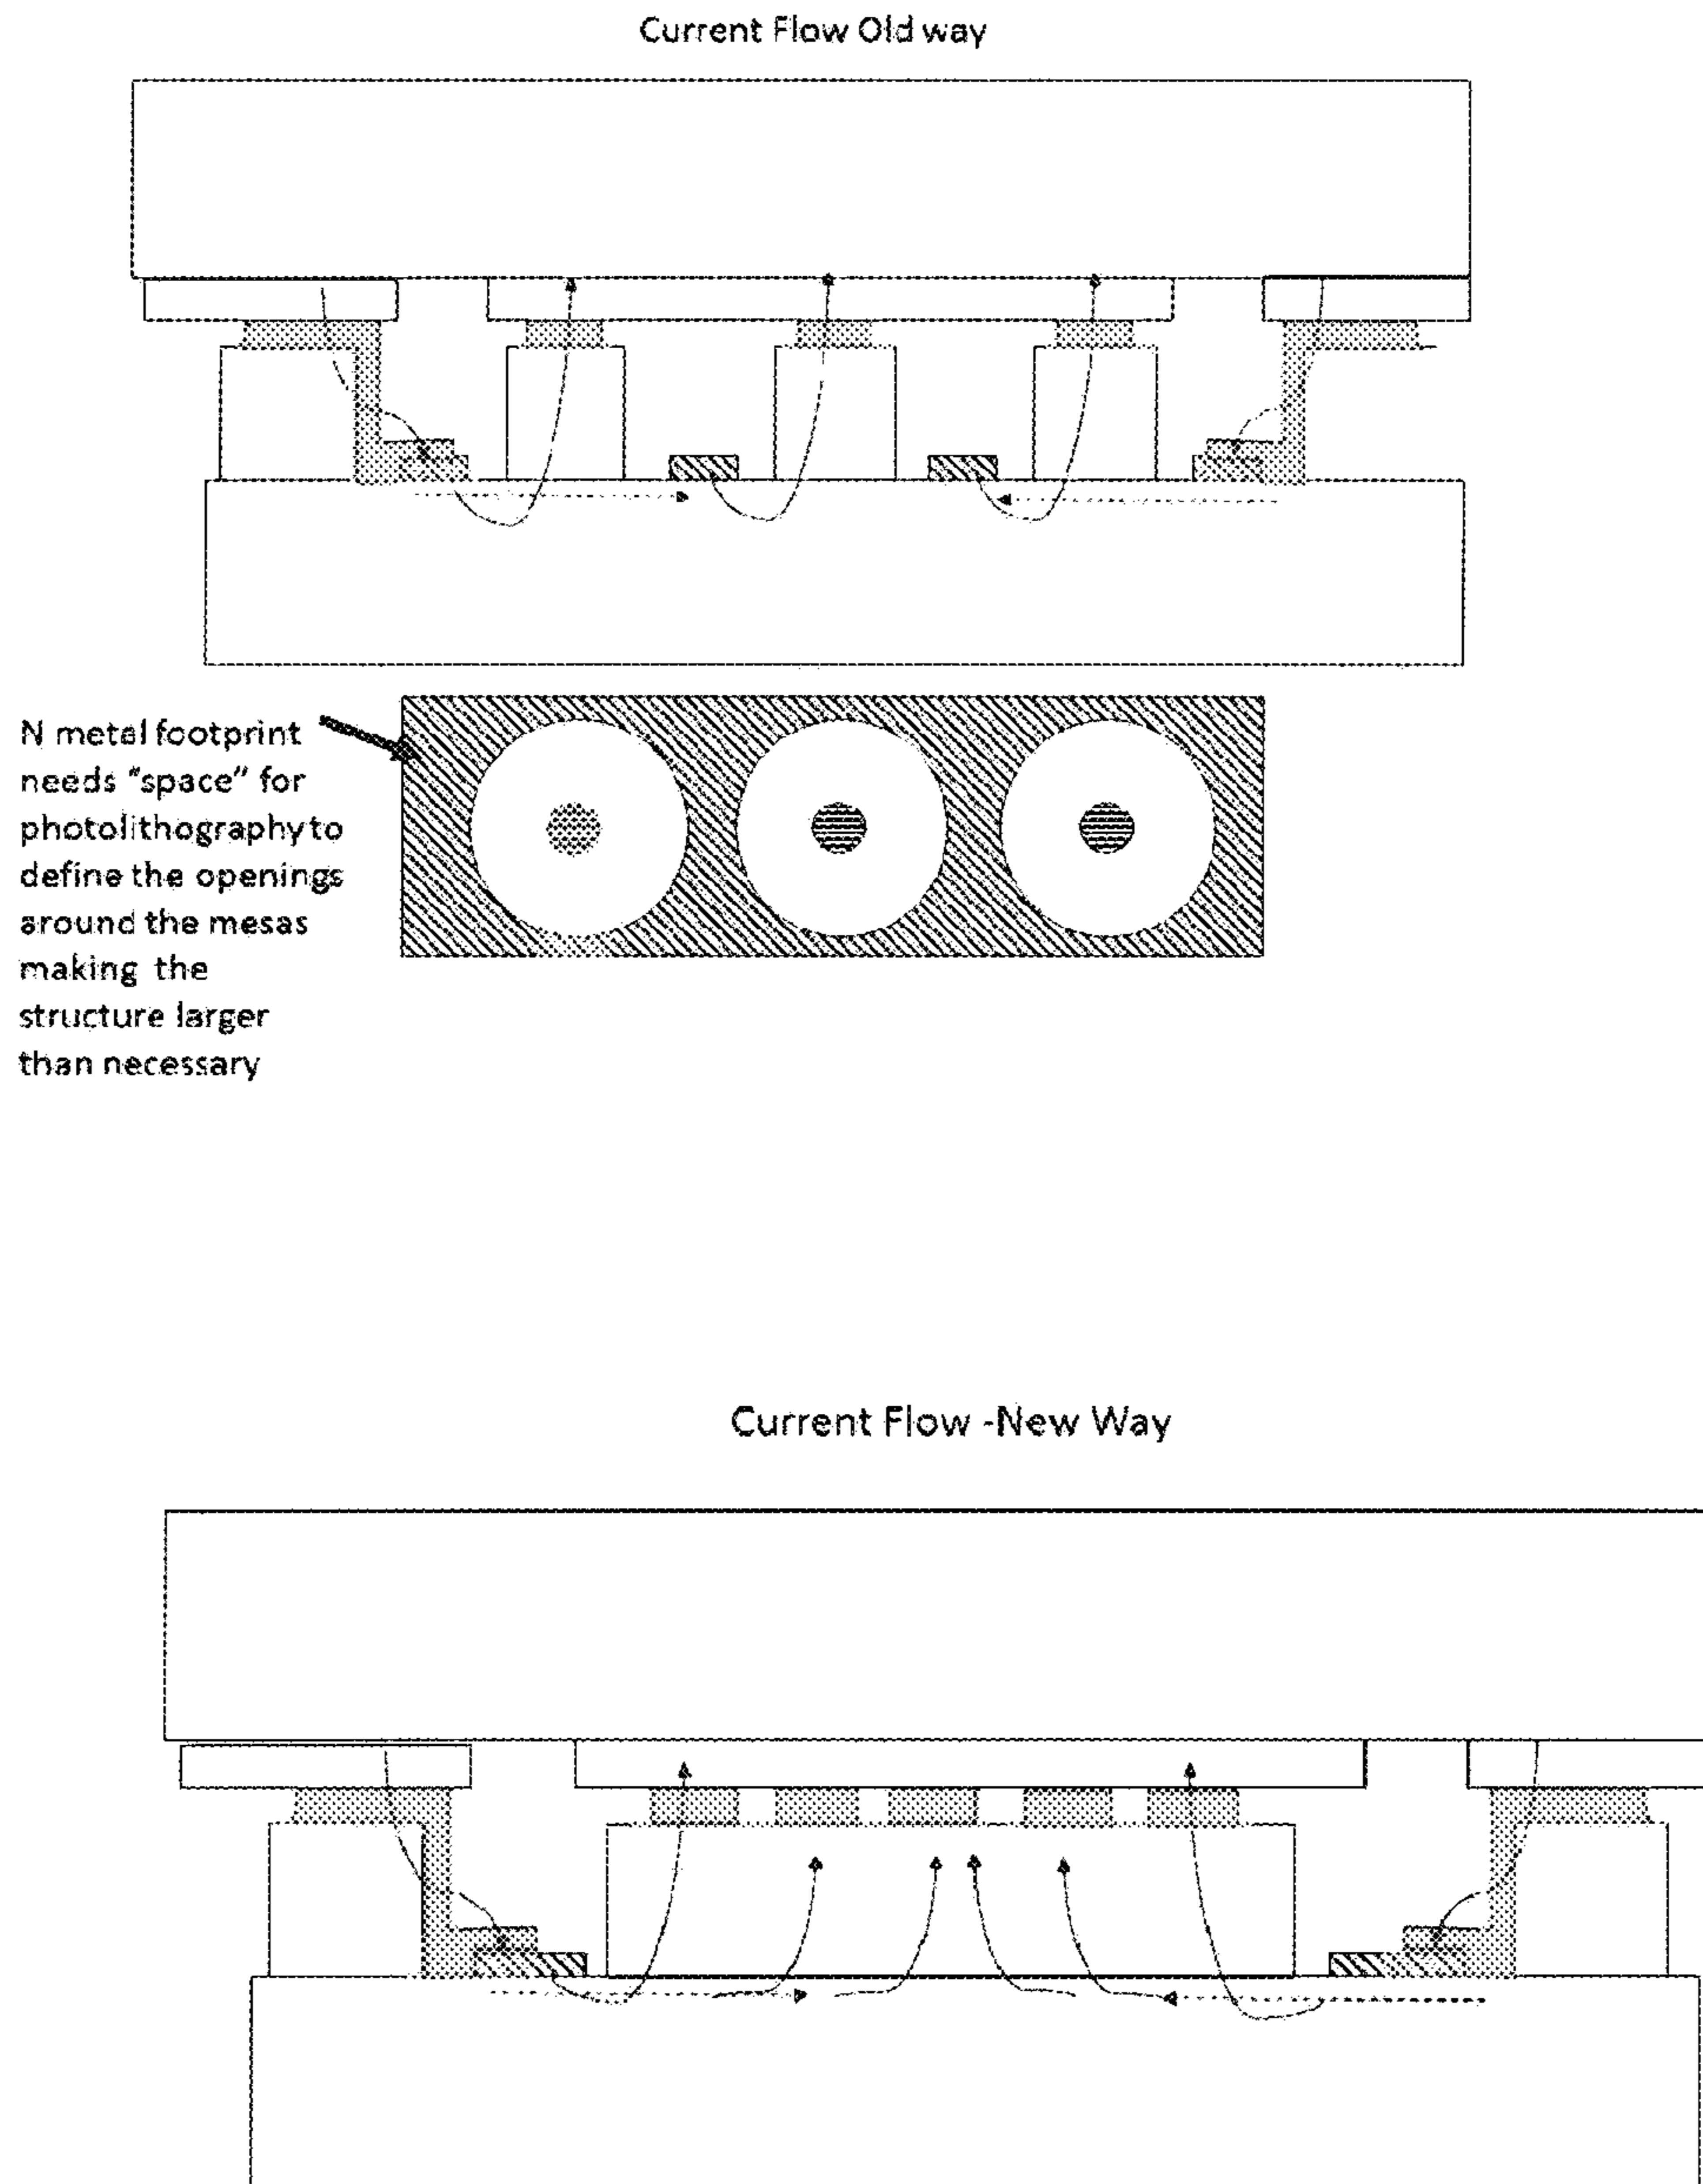 Current Flow Old way
N metal footprint
needs "space" for
photolithography to
define the openings
around the mesas
making the
structure larger
than necessary
Current Flow -New Way